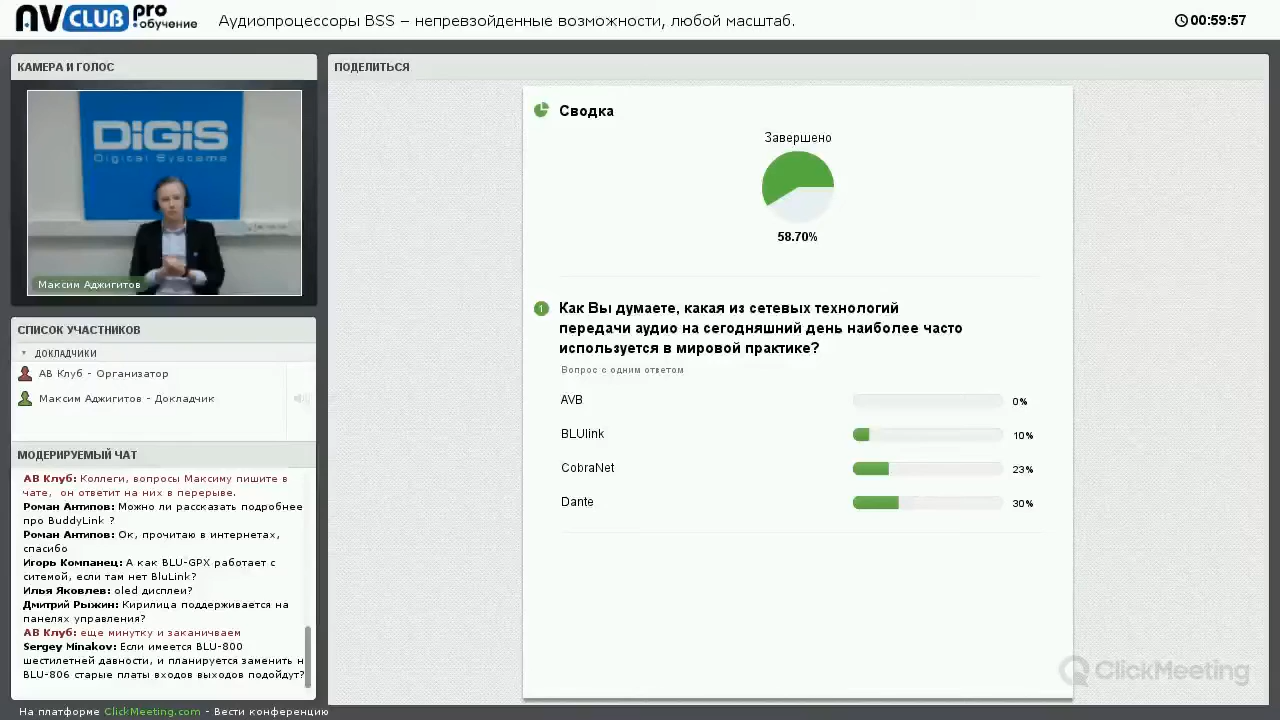 AVCLUBpro
:обучение
Аудиопроцессоры BSS – непревзойденные возможности, любой масштаб.
00:59:57
КАМЕРА И ГОЛОС
DIGIS
Digital Systems
Максим Аджигитов
СПИСОК УЧАСТНИКОВ
ДОКЛАДЧИКИ
АВ Клуб - Организатор
Максим Аджигитов - Докладчик
МОДЕРИРУЕМЫЙ ЧАТ
АВ Клуб: Коллеги, вопросы Максиму пишите в
чате, он ответит на них в перерыве.
Роман Антипов: Можно ли рассказать подробнее
про BuddyLink ?
Роман Антипов: Ок, прочитаю в интернетах,
спасибо
Игорь Компанец: А как BLU-GPX работает с
ситемой, если там нет BluLink?
Илья Яковлев: oled дисплеи?
Дмитрий Рыжин: Кирилица поддерживается на
панелях управления?
АВ Клуб: еще минутку и заканчиваем
Sergey Minakov: Если имеется BLU-800
шестилетней давности, и планируется заменить н
BLU-806 старые платы входов выходов подойдут?
ПОДЕЛИТЬСЯ
Сводка
Завершено
58.70%
1
Как Вы думаете, какая из сетевых технологий
передачи аудио на сегодняшний день наиболее часто
используется в мировой практике?
Вопрос с одним ответом
AVB 0%
BLUlink 10%
CobraNet 23%
Dante 30%
ClickMeeting
На платформе ClickMeeting.com - Вести конференцию